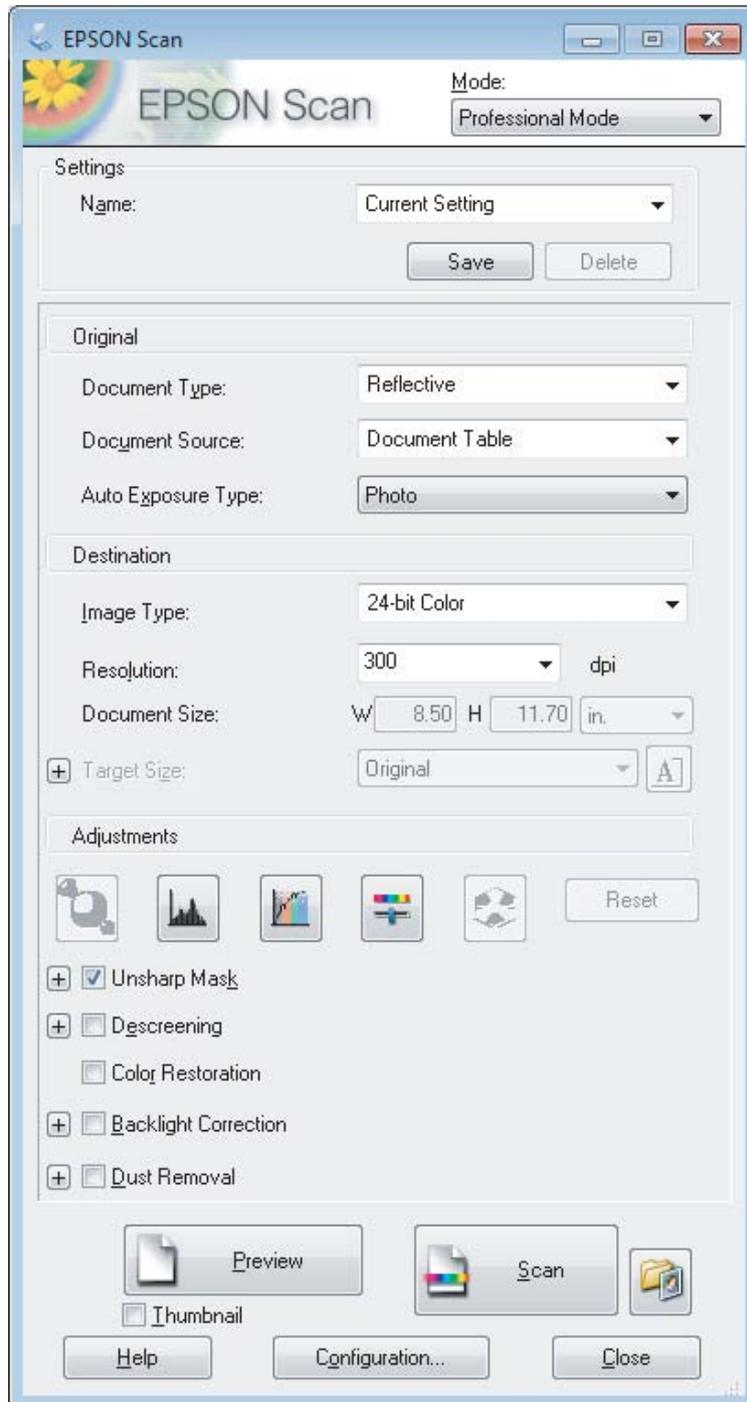 EPSON Scan
EPSON Scan
Mode:
Professional Mode
Settings
Name:
Current Setting
Save
Delete
Original
Document Type:
Reflective
Document Source:
Document Table
Auto Exposure Type:
Photo
Destination
Image Type:
24-bit Color
Resolution:
300
dpi
Document Size:
W 8.50 H 11.70 in.
Target Size:
Original
A
Adjustments
Reset
Unsharp Mask
Descreening
Color Restoration
Backlight Correction
Dust Removal
Preview
Scan
Thumbnail
Help
Configuration...
Close